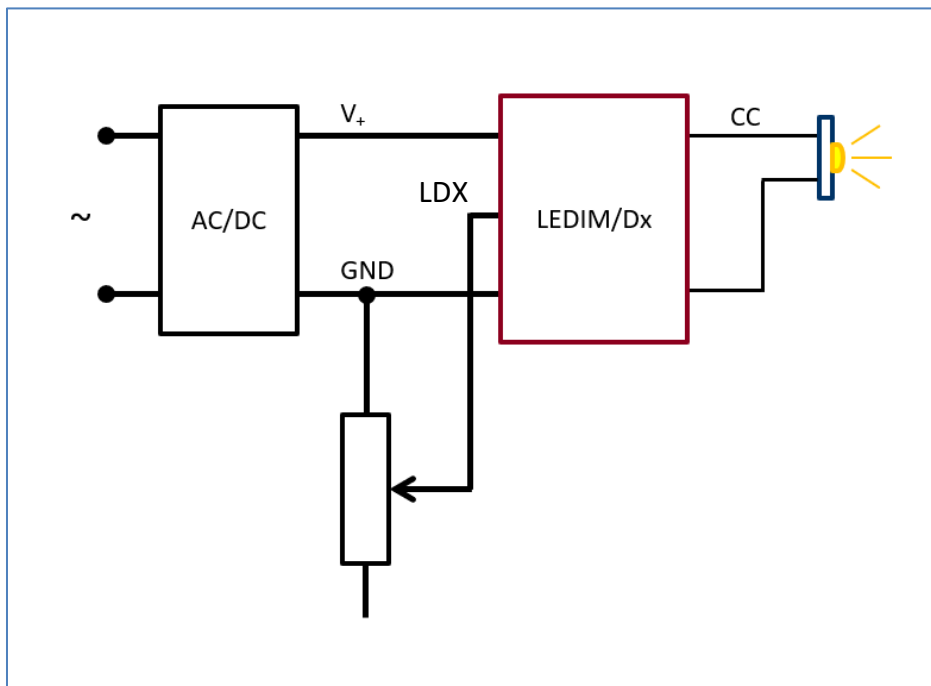 V+
CC
LDX
~
AC/DC
LEDIM/Dx
GND